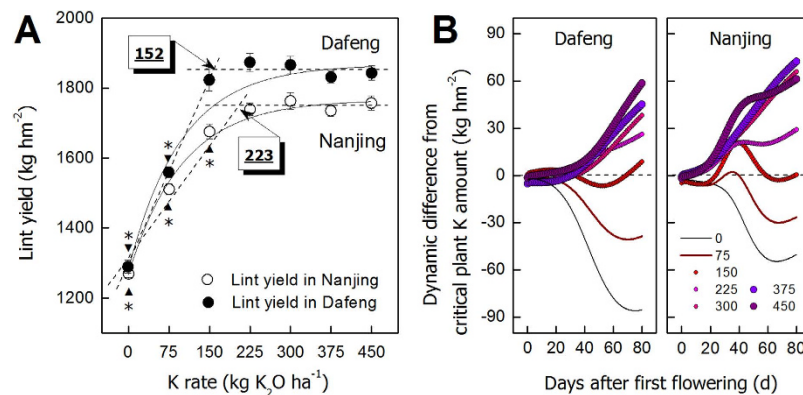 A
2000
1800
1600
1400
1200
Lint yield (kg hm⁻²)
152
223
Dafeng
Nanjing
*
*
*
*
*
Lint yield in Nanjing
Lint yield in Dafeng
0 75 150 225 300 375 450
K rate (kg K₂O ha⁻¹)
B
Dafeng Nanjing
60
30
0
-30
-60
-90
Dynamic difference from
critical plant K amount (kg hm⁻²)
0
75
150
225 375
300 450
0 20 40 60 80 0 20 40 60 80
Days after first flowering (d)